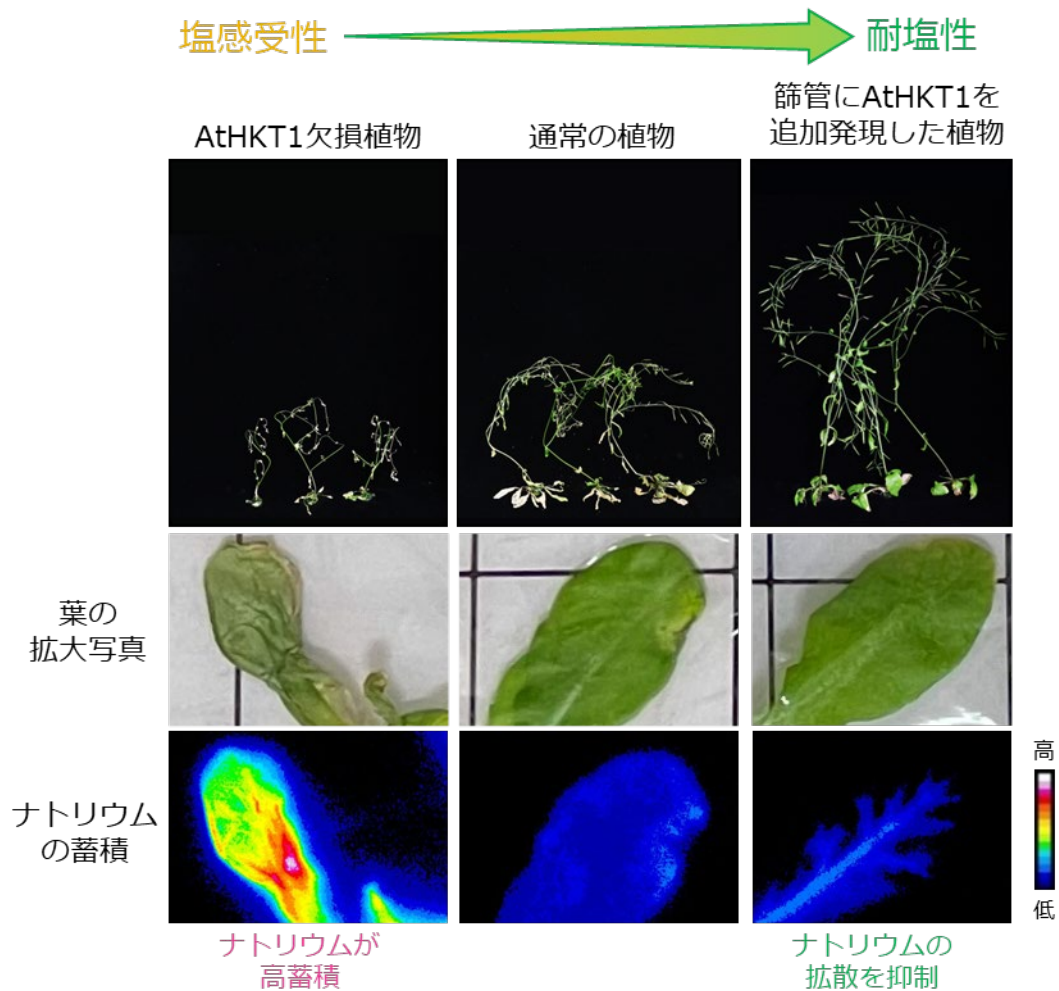 塩感受性
耐塩性
AtHKT1欠損植物
通常の植物
篩管にAtHKT1を
追加発現した植物
葉の
拡大写真
ナトリウム
の蓄積
高
低
ナトリウムが
高蓄積
ナトリウムの
拡散を抑制